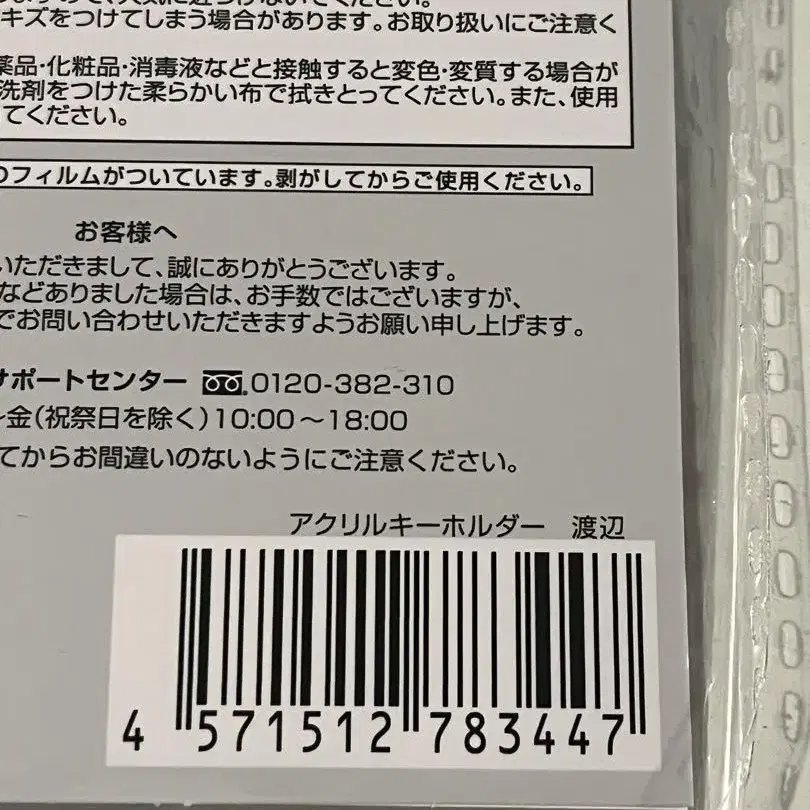 キズをつけてしまう場合があります。お取り扱いにご注意く
薬品・化粧品・消毒液などと接触すると変色・変質する場合が
洗剤をつけた柔らかい布で拭きとってください。また、使用
てください。
のフィルムがついています。剥がしてからご使用ください。
お客様へ
いただきまして、誠にありがとうございます。
などありました場合は、お手数ではございますが、
でお問い合わせいただきますようお願い申し上げます。
サポートセンター 0120-382-310
～金(祝祭日を除く)10:00～18:00
てからお間違いのないようにご注意ください。
アクリルキーホルダー 渡辺
4 571512 783447